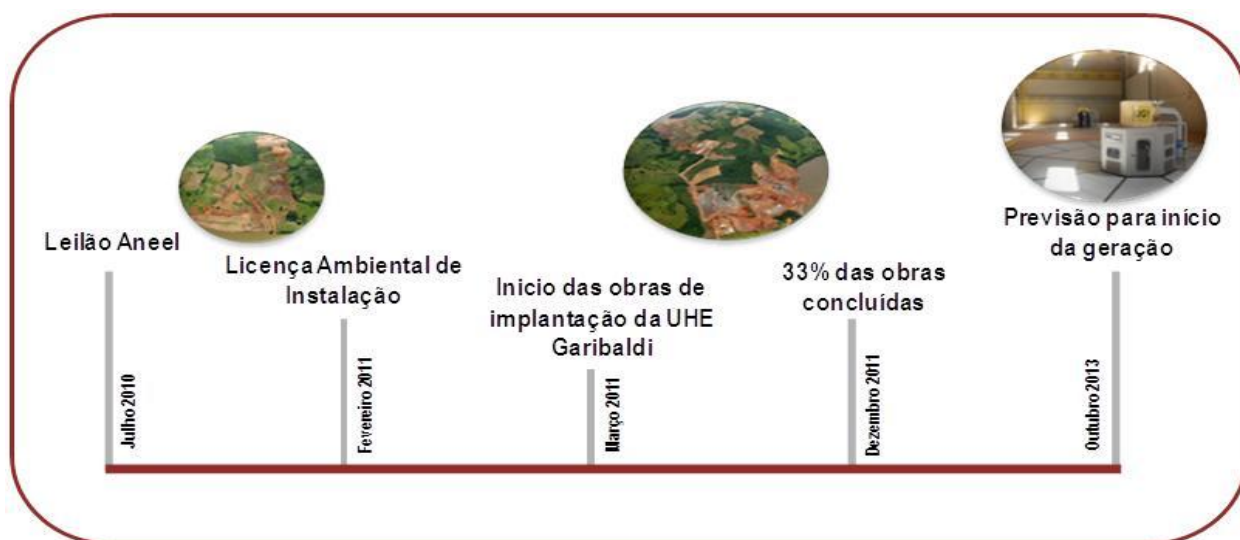 Leilão Aneel
Julho 2010
Licença Ambiental de
Instalação
Fevereiro 2011
Inicio das obras de
implantação da UHE
Garibaldi
Março 2011
33% das obras
concluídas
Dezembro 2011
Previsão para início
da geração
Outubro 2013